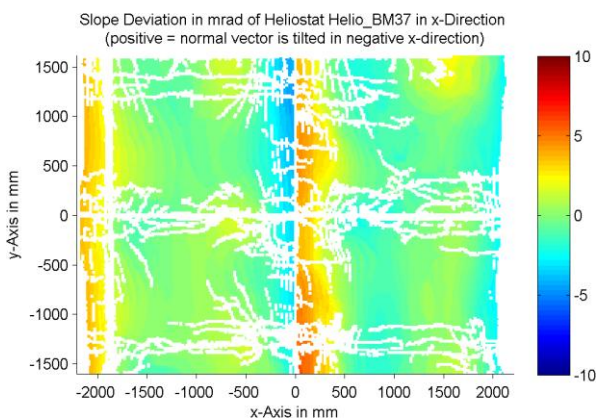 Slope Deviation in mrad of Heliostat Helio_BM37 in x-Direction
(positive = normal vector is tilted in negative x-direction)
1500
1000
500
0
-500
-1000
-1500
y-Axis in mm
-2000 -1500 -1000 -500 0 500 1000 1500 2000
x-Axis in mm
10
5
0
-5
-10